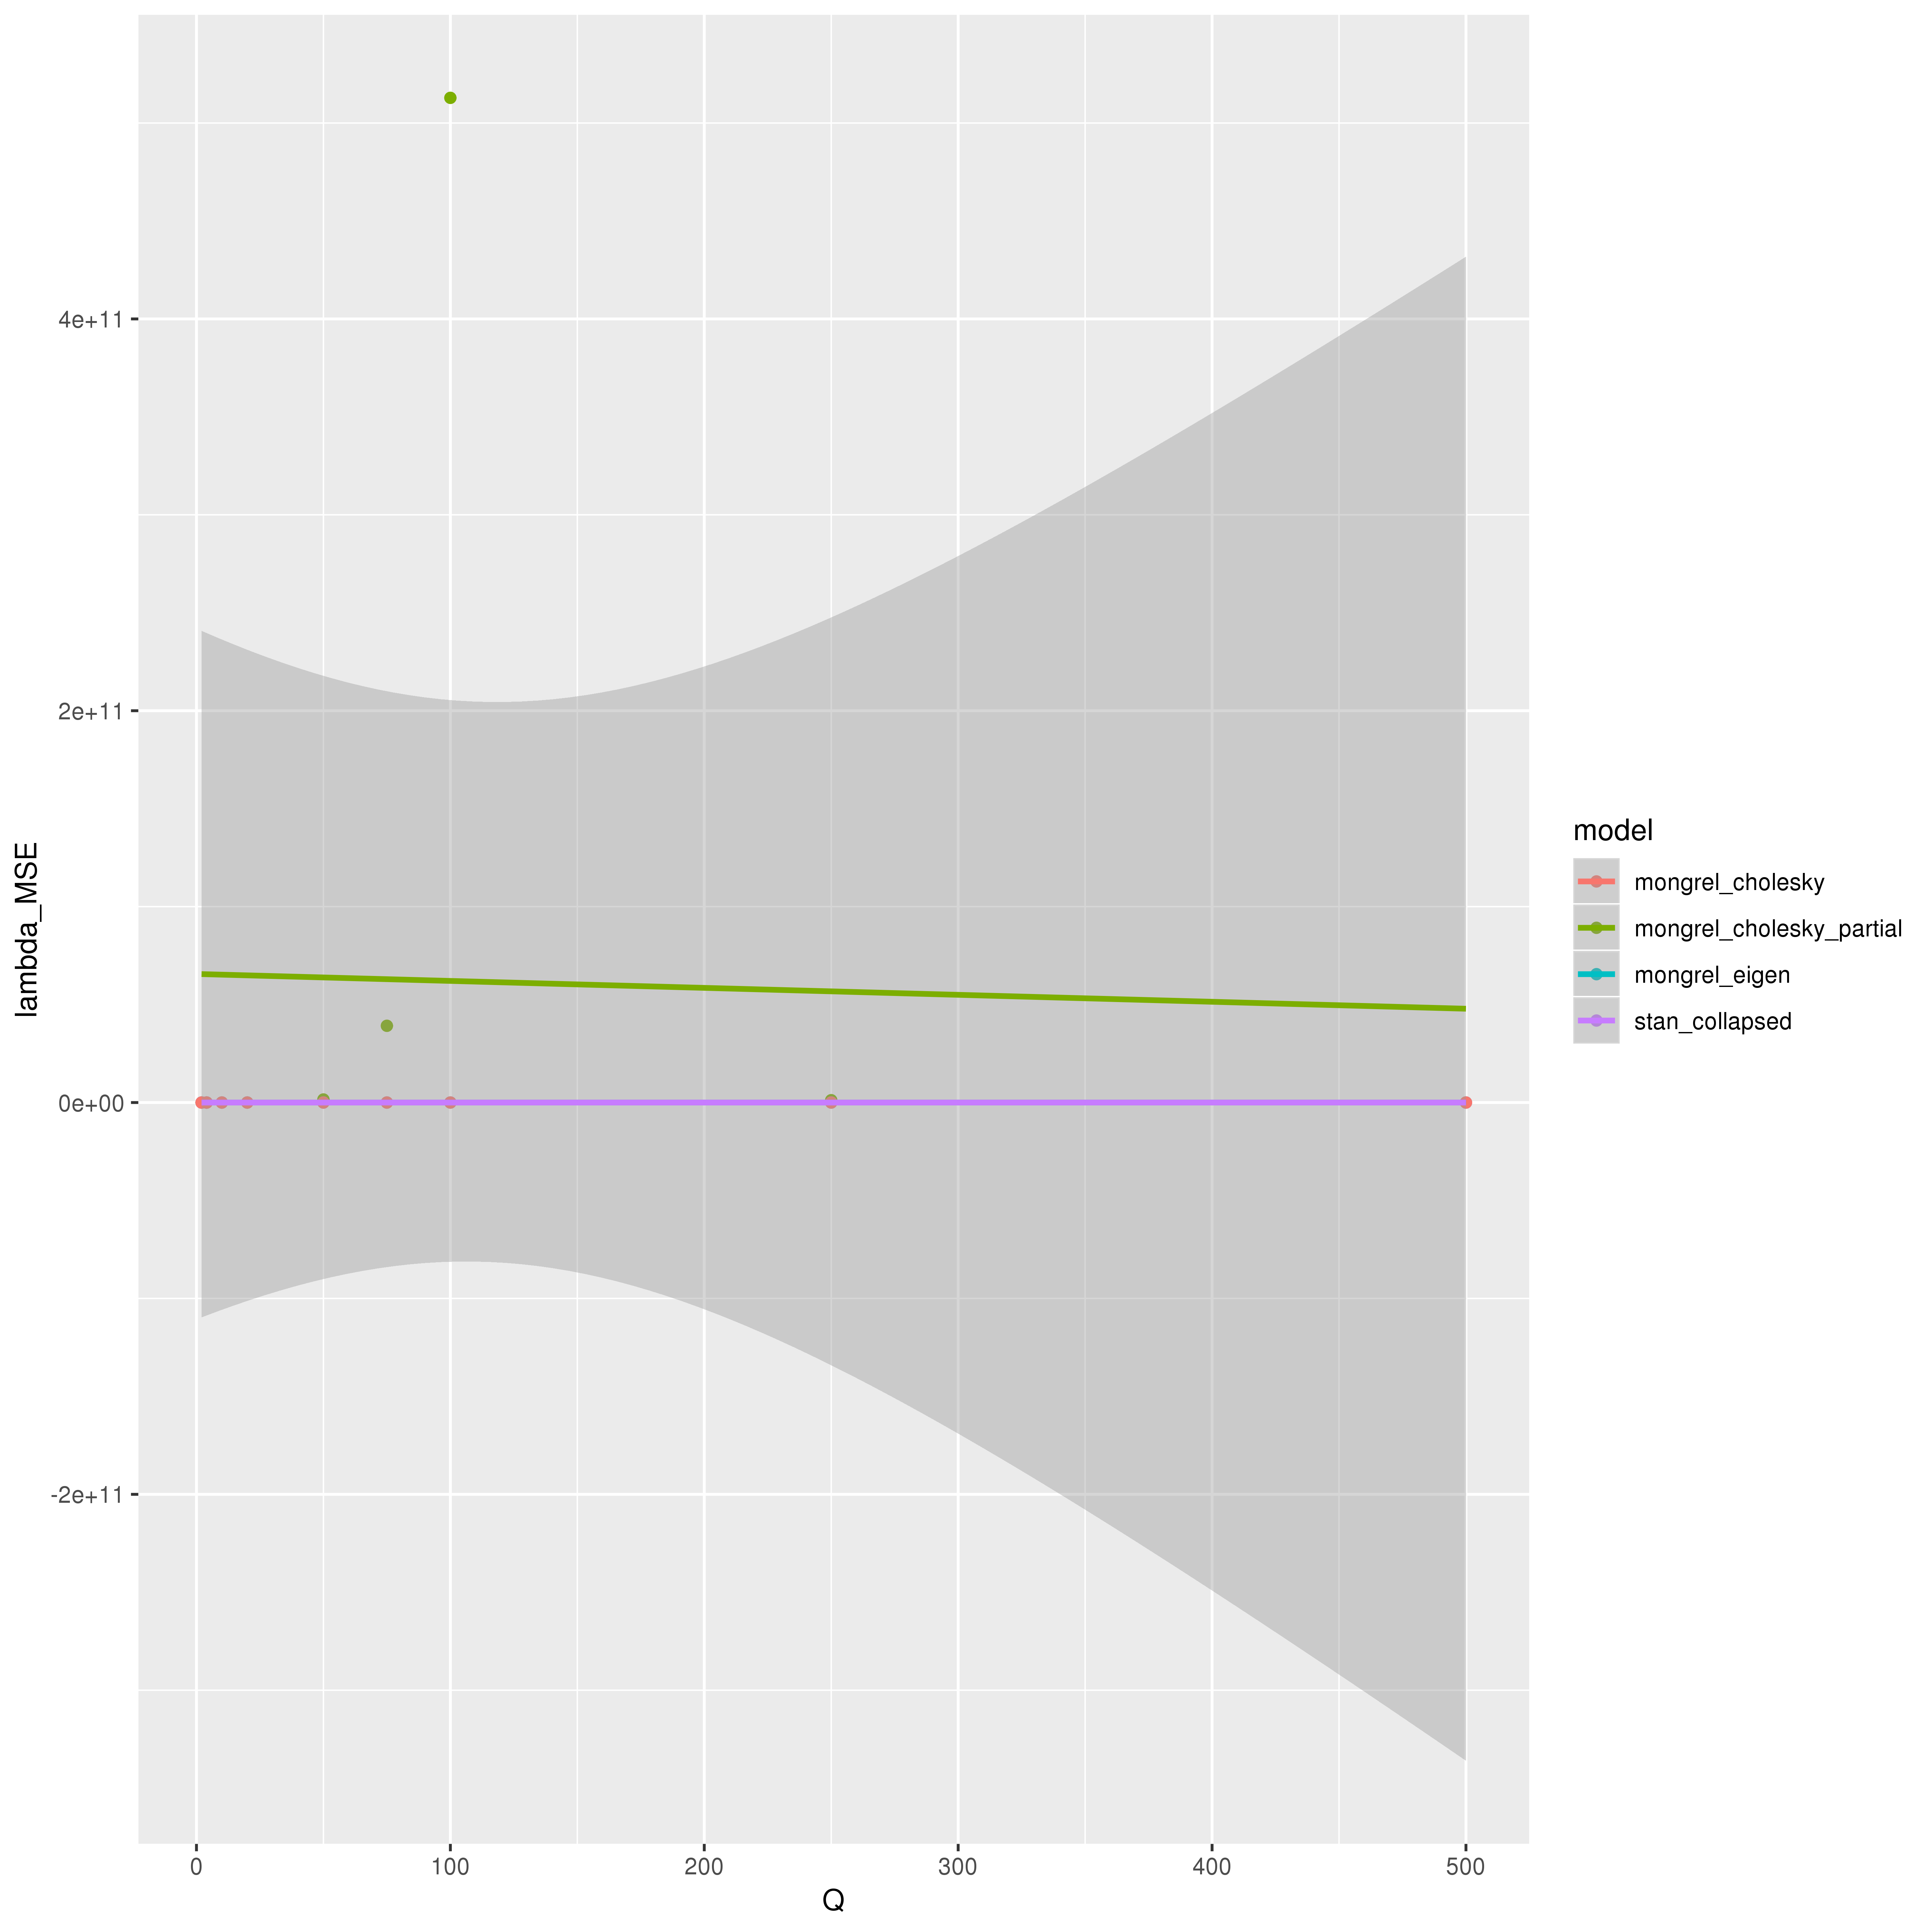 lambda_MSE
4e+11
2e+11
0e+00
-2e+11
0
100
200
300
400
500
Q
model
mongrel_cholesky
mongrel_cholesky_partial
mongrel_eigen
stan_collapsed